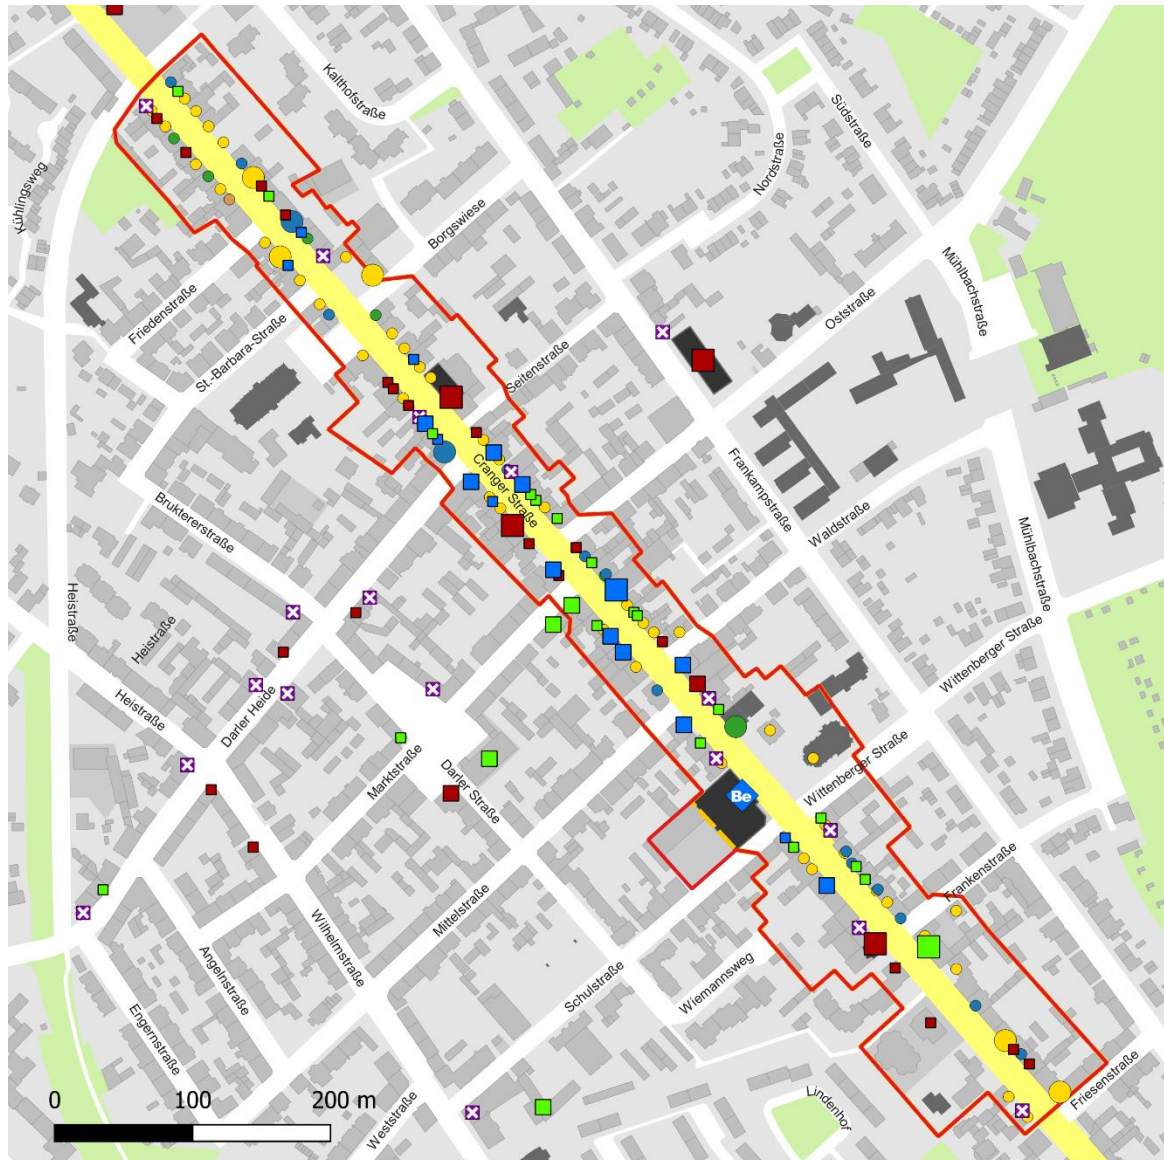 Kalthofstraße
Südstraße
Nordstraße
Kühlingsweg
Borgswiese
Mühlbachstraße
Friedenstraße
Oststraße
St.-Barbara-Straße
Seitenstraße
Cranger Straße
Frankampstraße
Waldstraße
Bruktererstraße
Mühlbachstraße
Heistraße
Heistraße
Wittenberger Straße
Heistraße
Darler Heide
Marktstraße
Darler Straße
Wittenberger Straße
Be
Frankenstraße
Mittelstraße
Wilhelmstraße
Angelnstraße
Schulstraße
Wiemannsweg
Engernstraße
Weststraße
Lindenhof
Friesenstraße
0 100 200 m